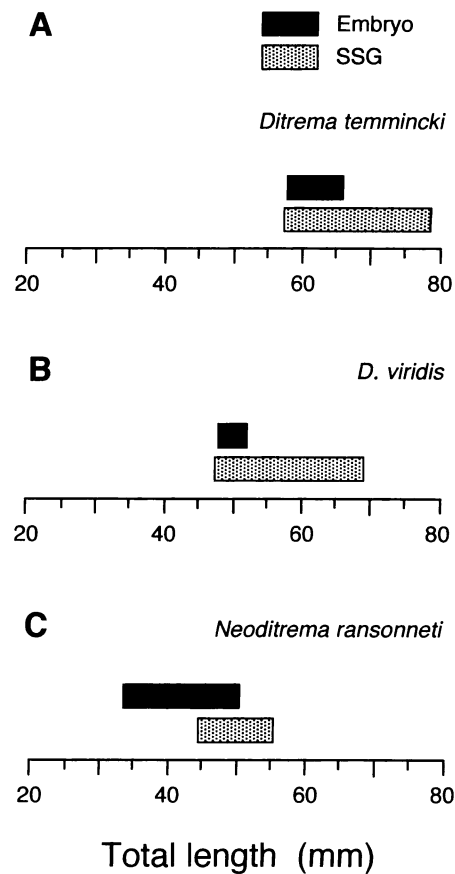 A
Embryo
SSG
Ditrema temmincki
20 40 60 80
B
D. viridis
20 40 60 80
C
Neoditrema ransonneti
20 40 60 80
Total length (mm)